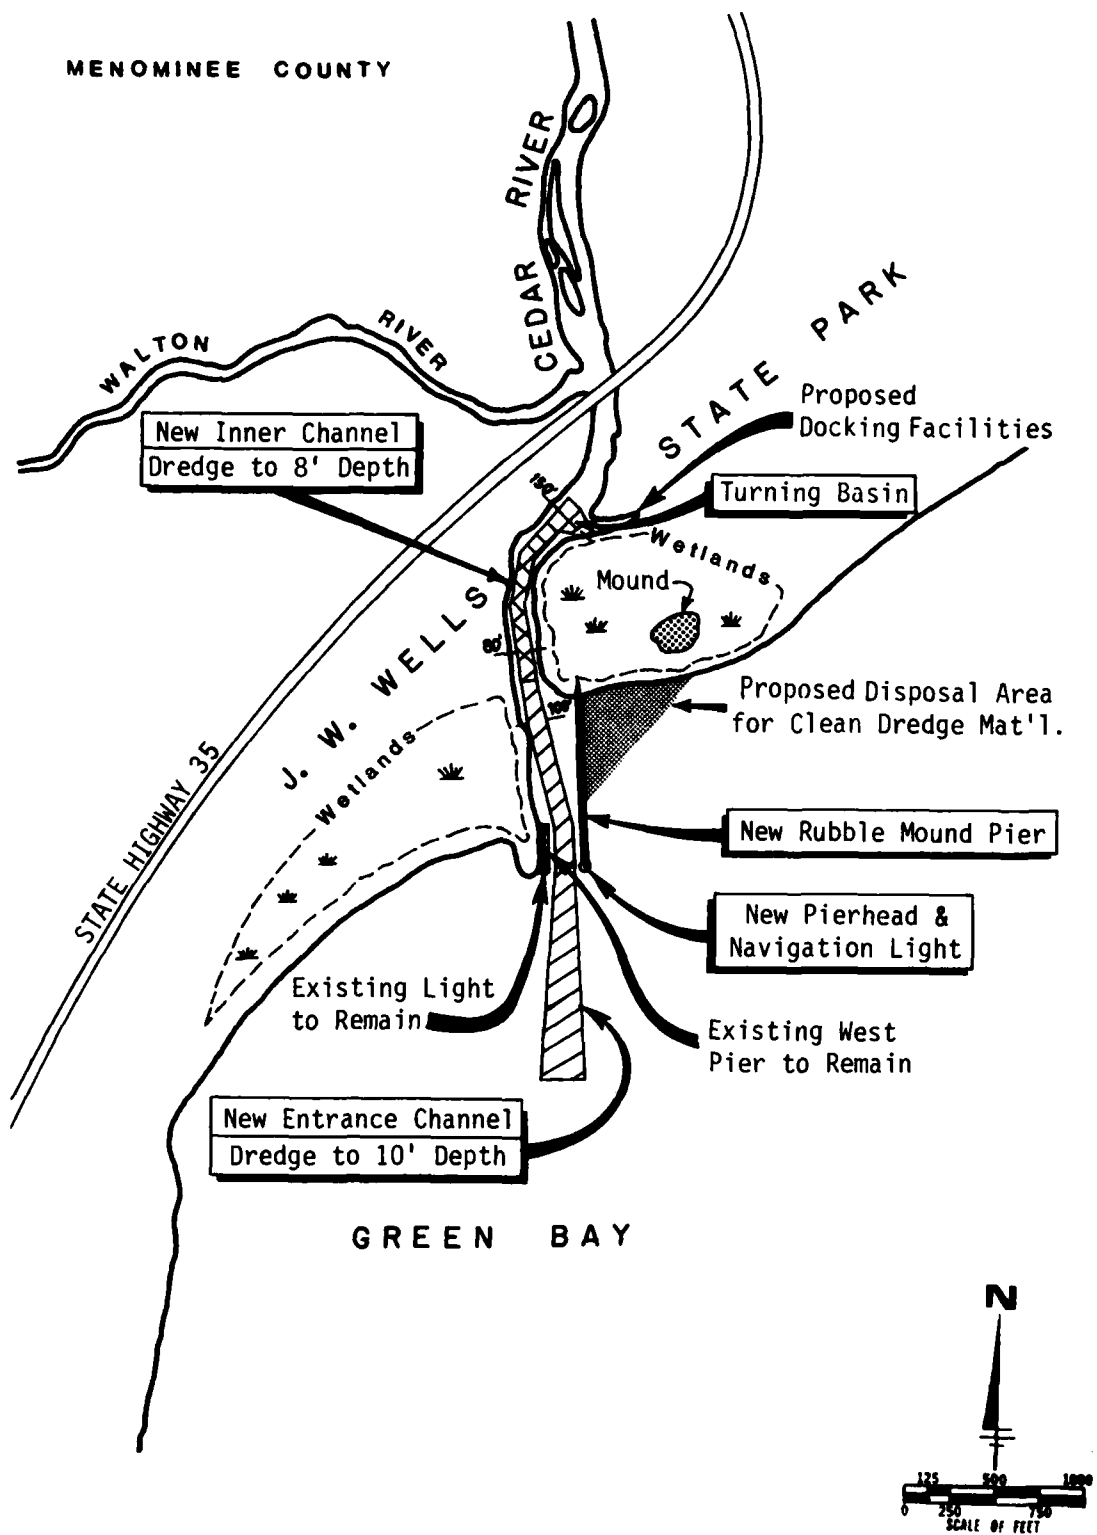 MENOMINEE COUNTY
CEDAR RIVER
WALTON RIVER
STATE PARK
Proposed
Docking Facilities
New Inner Channel
Dredge to 8' Depth
150'
Turning Basin
Wetlands
Mound
J. W. WELLS
80'
Proposed Disposal Area
for Clean Dredge Mat'l.
100'
Wetlands
STATE HIGHWAY 35
New Rubble Mound Pier
New Pierhead &
Navigation Light
Existing Light
to Remain
Existing West
Pier to Remain
New Entrance Channel
Dredge to 10' Depth
GREEN BAY
N
125 500 1000
0 250 750
SCALE OF FEET